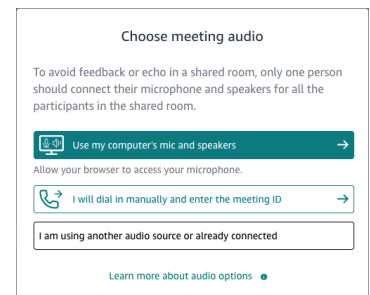 Choose meeting audio
To avoid feedback or echo in a shared room, only one person
should connect their microphone and speakers for all the
participants in the shared room.
Use my computer's mic and speakers
Allow your browser to access your microphone.
I will dial in manually and enter the meeting ID
I am using another audio source or already connected
Learn more about audio options